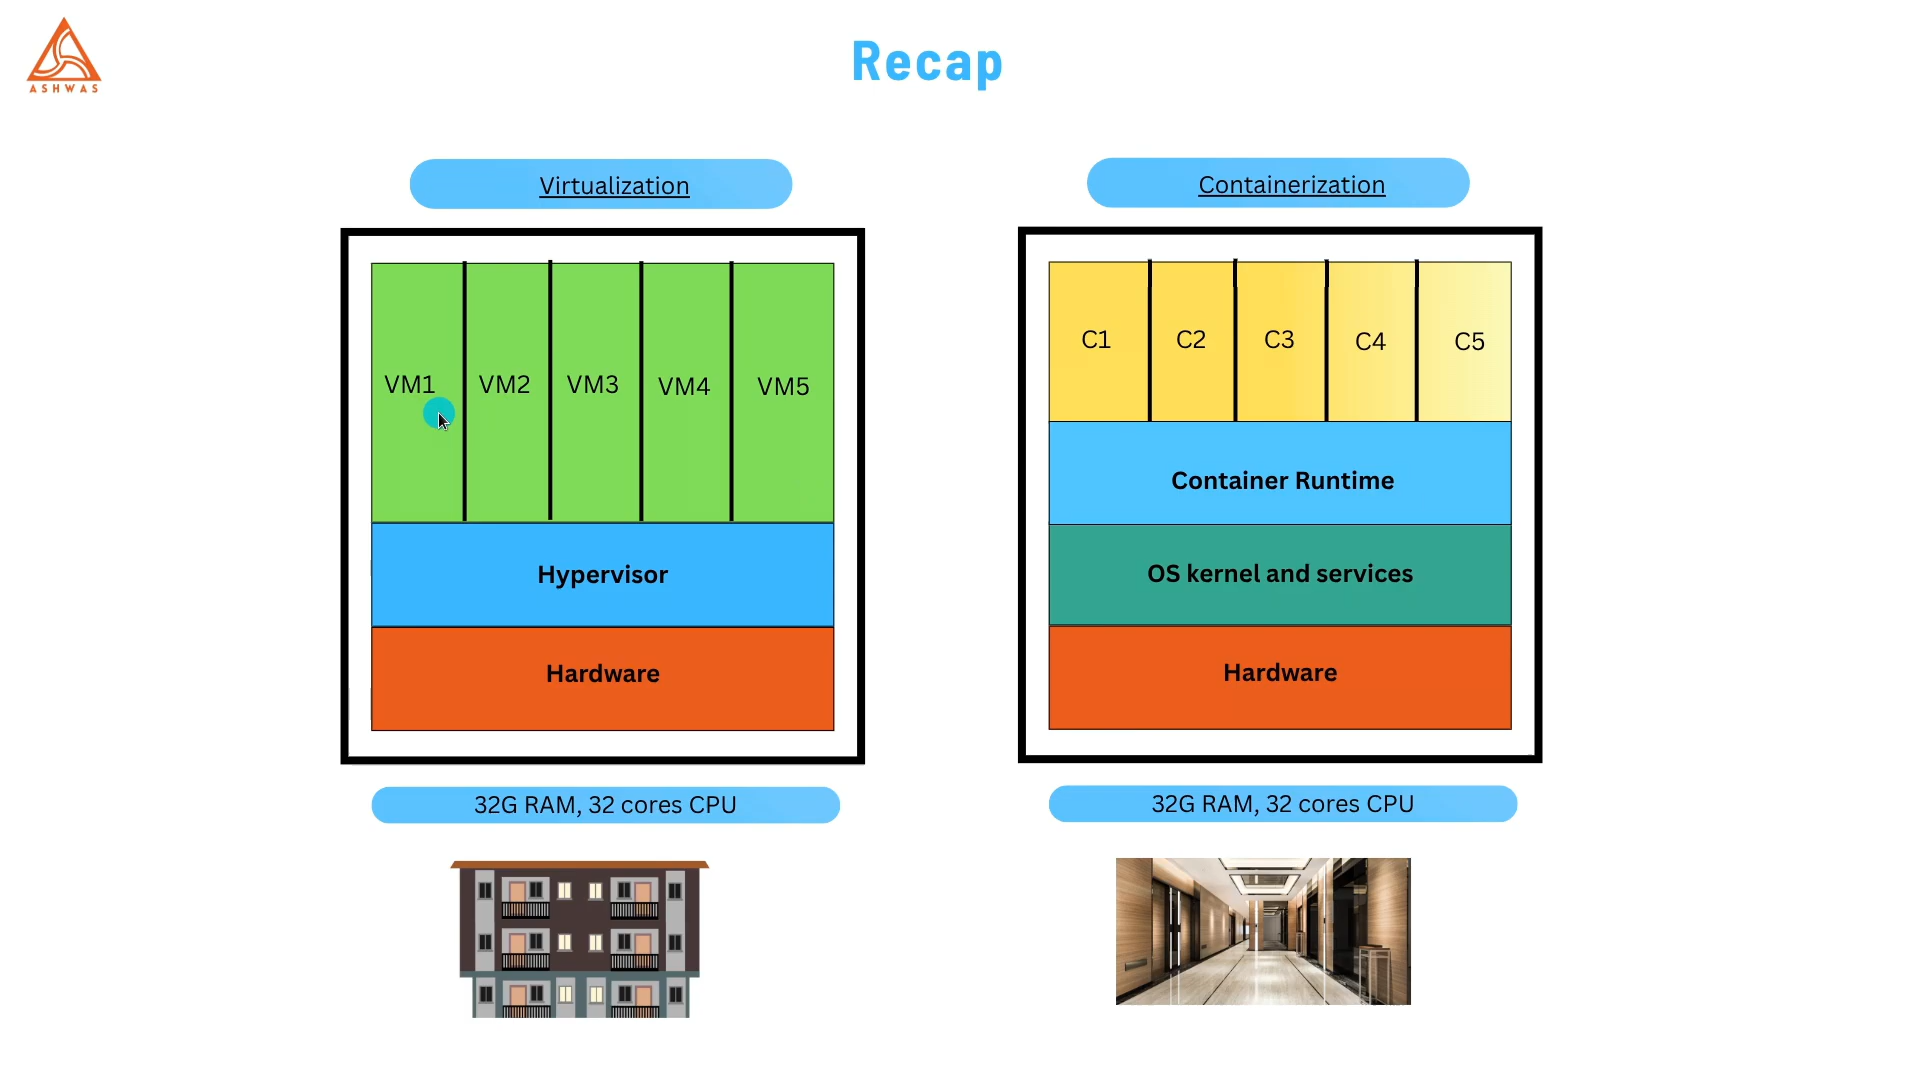 ASHWAS
Recap
Virtualization
VM1 VM2 VM3 VM4 VM5
Hypervisor
Hardware
32G RAM, 32 cores CPU
Containerization
C1 C2 C3 C4 C5
Container Runtime
OS kernel and services
Hardware
32G RAM, 32 cores CPU